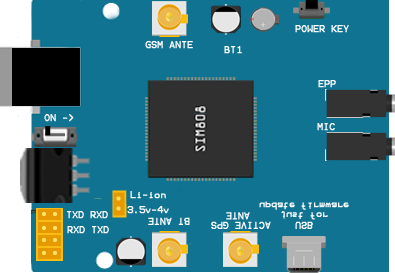 GSM ANTE
BT1
POWER KEY
EPP
ON ->
SIM808
MIC
Li-ion
3.5v-4v
TXD RXD
RXD TXD
BT ANTE
ACTIVE GPS
ANTE
USB
Just for
update firmware